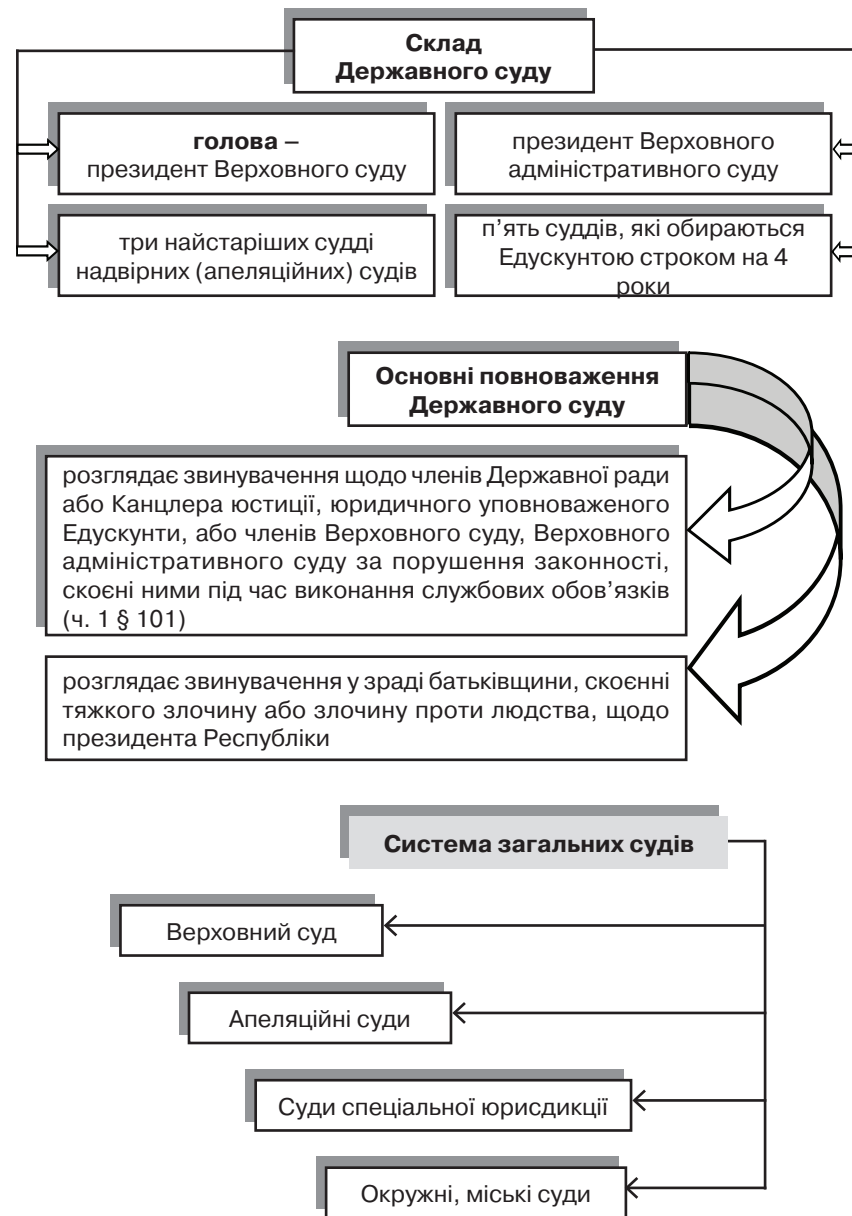 Склад
Державного суду
голова –
президент Верховного суду
президент Верховного
адміністративного суду
три найстаріших судді
надвірних (апеляційних) судів
п'ять суддів, які обираються
Едускунтою строком на 4
роки
Основні повноваження
Державного суду
розглядає звинувачення щодо членів Державної ради
або Канцлера юстиції, юридичного уповноваженого
Едускунти, або членів Верховного суду, Верховного
адміністративного суду за порушення законності,
скоєні ними під час виконання службових обов'язків
(ч. 1 § 101)
розглядає звинувачення у зраді батьківщини, скоєнні
тяжкого злочину або злочину проти людства, щодо
президента Республіки
Система загальних судів
Верховний суд
Апеляційні суди
Суди спеціальної юрисдикції
Окружні, міські суди